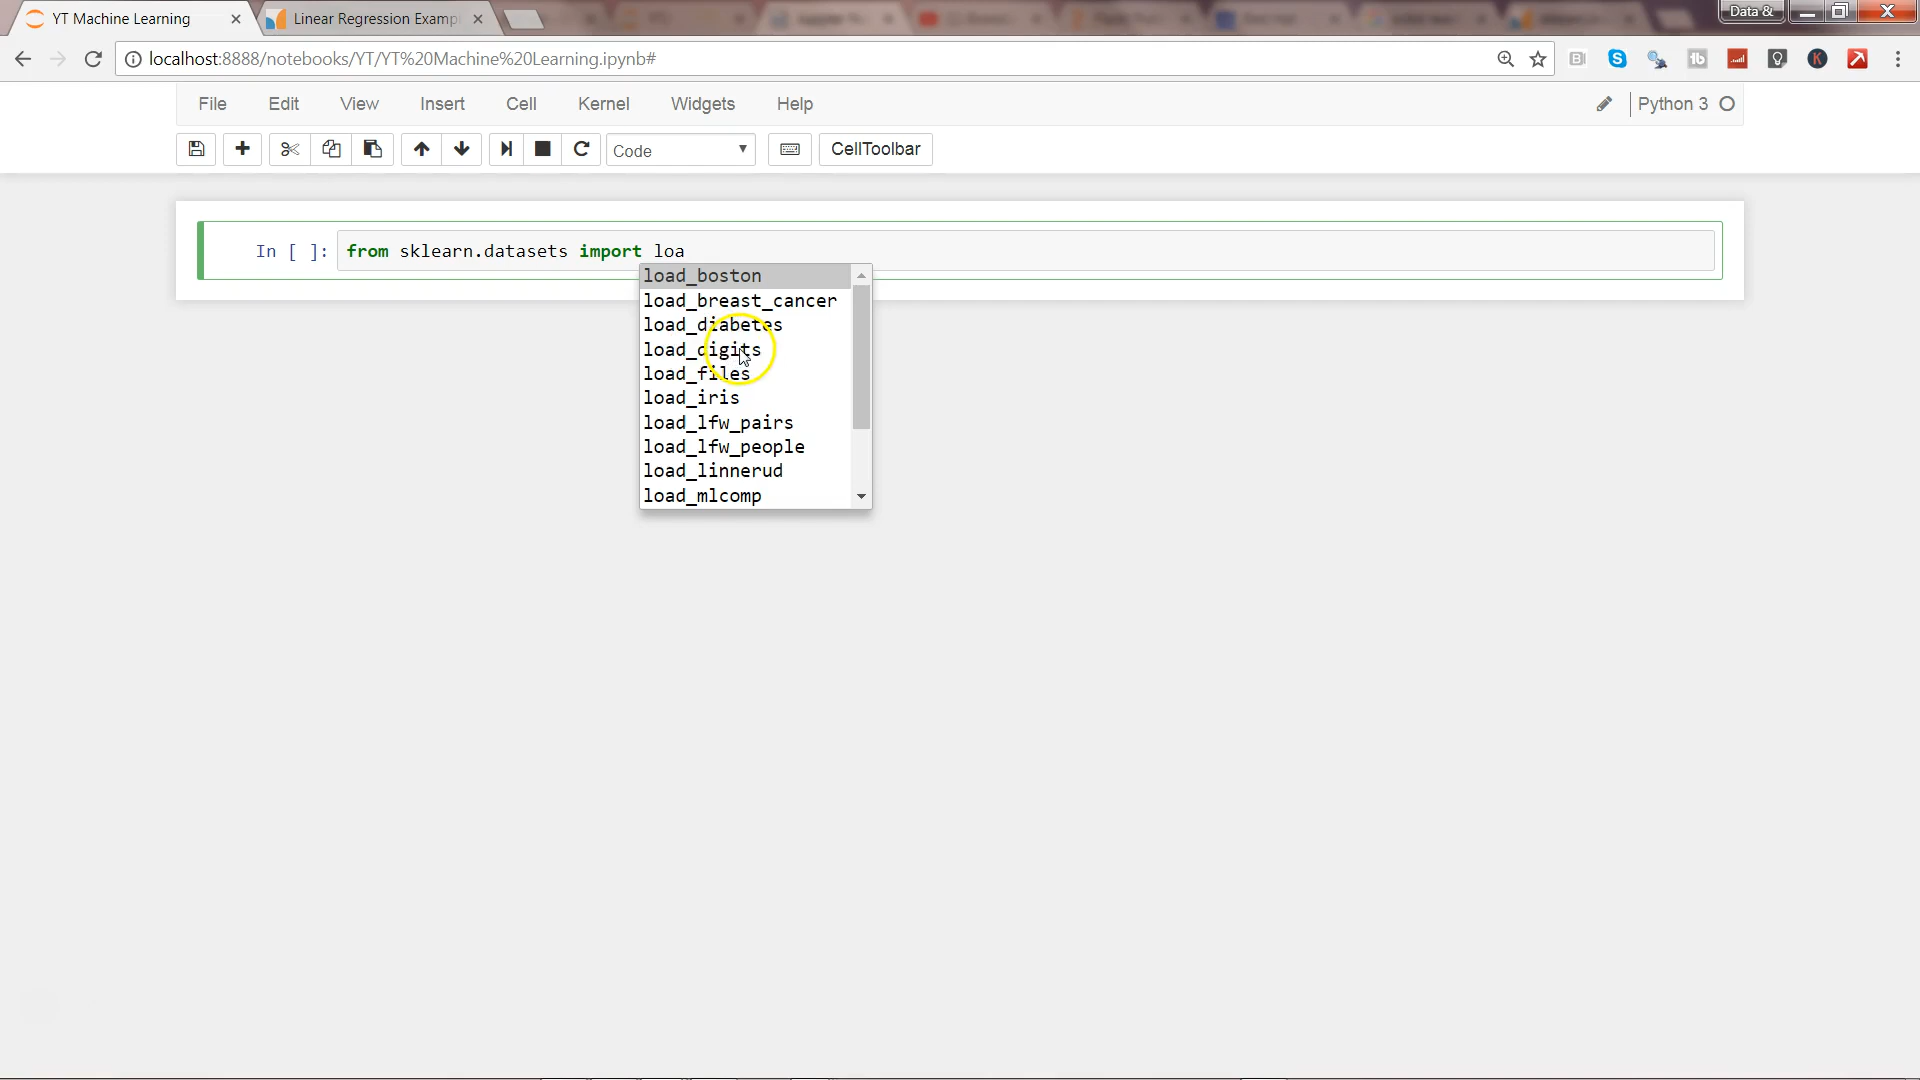 YT Machine Learning
Linear Regression Examp
Data &
localhost:8888/notebooks/YT/YT%20Machine%20Learning.ipynb#
File Edit View Insert Cell Kernel Widgets Help
Python 3
Code
CellToolbar
In [ ]: from sklearn.datasets import loa
load_boston
load_breast_cancer
load_diabetes
load_digits
load_files
load_iris
load_lfw_pairs
load_lfw_people
load_linnerud
load_mlcomp